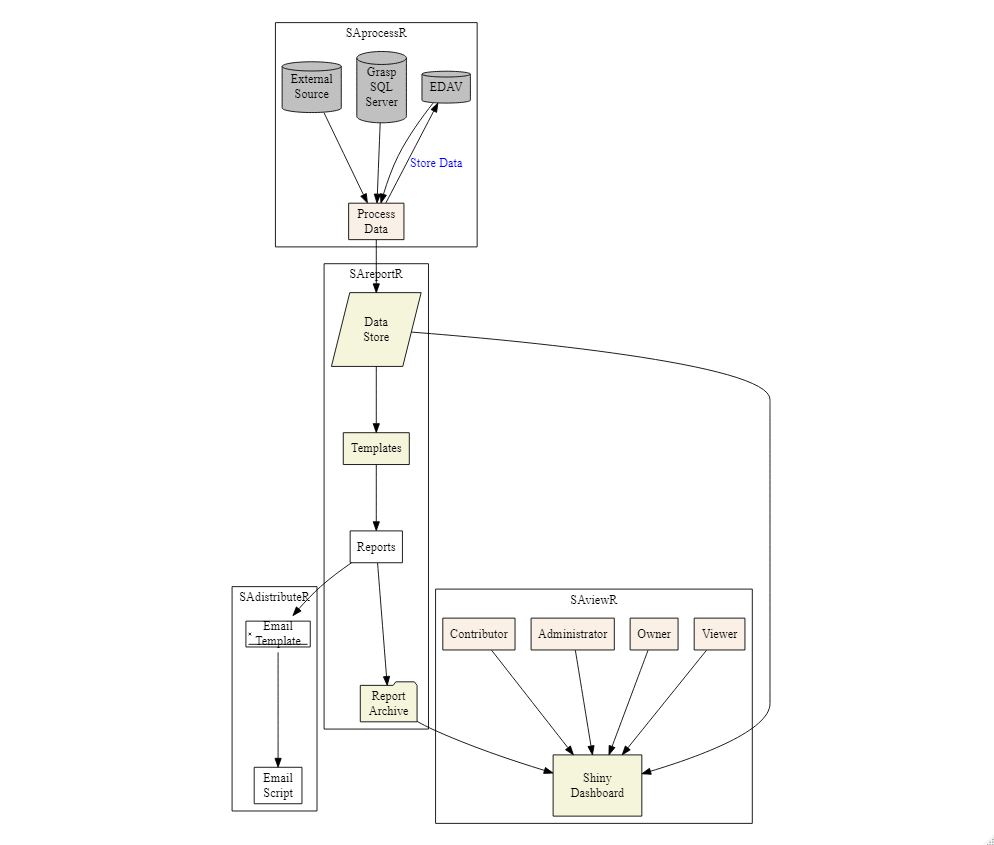 SAprocessR
External
Source
Grasp
SQL
Server
EDAV
Store Data
Process
Data
SAreportR
Data
Store
Templates
Reports
SAdistributeR
Email
Template
Email
Script
Report
Archive
SAviewR
Contributor
Administrator
Owner
Viewer
Shiny
Dashboard